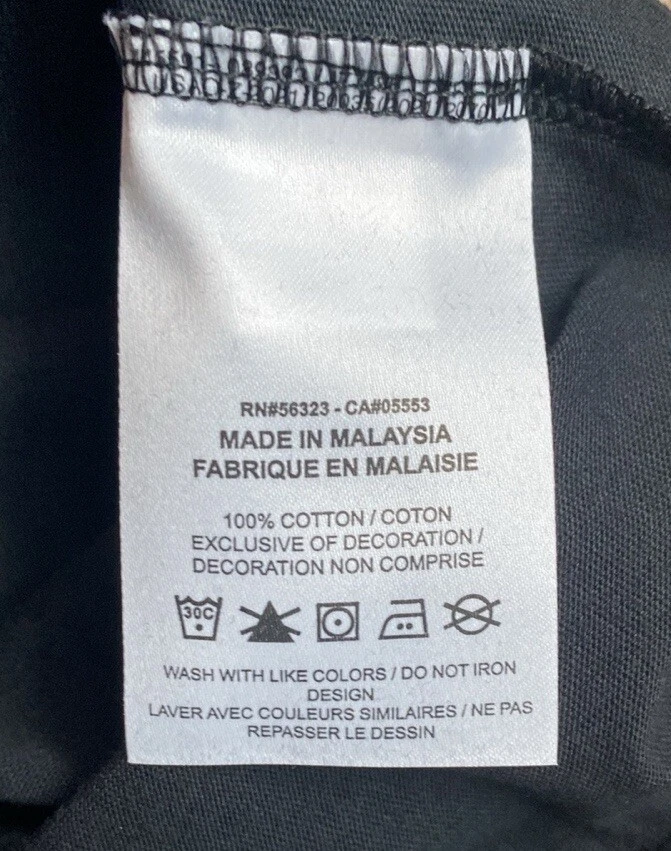 RN#56323 - CA#05553
MADE IN MALAYSIA
FABRIQUE EN MALAISIE
100% COTTON / COTON
EXCLUSIVE OF DECORATION /
DECORATION NON COMPRISE
30C
WASH WITH LIKE COLORS / DO NOT IRON
DESIGN
LAVER AVEC COULEURS SIMILAIRES / NE PAS
REPASSER LE DESSIN